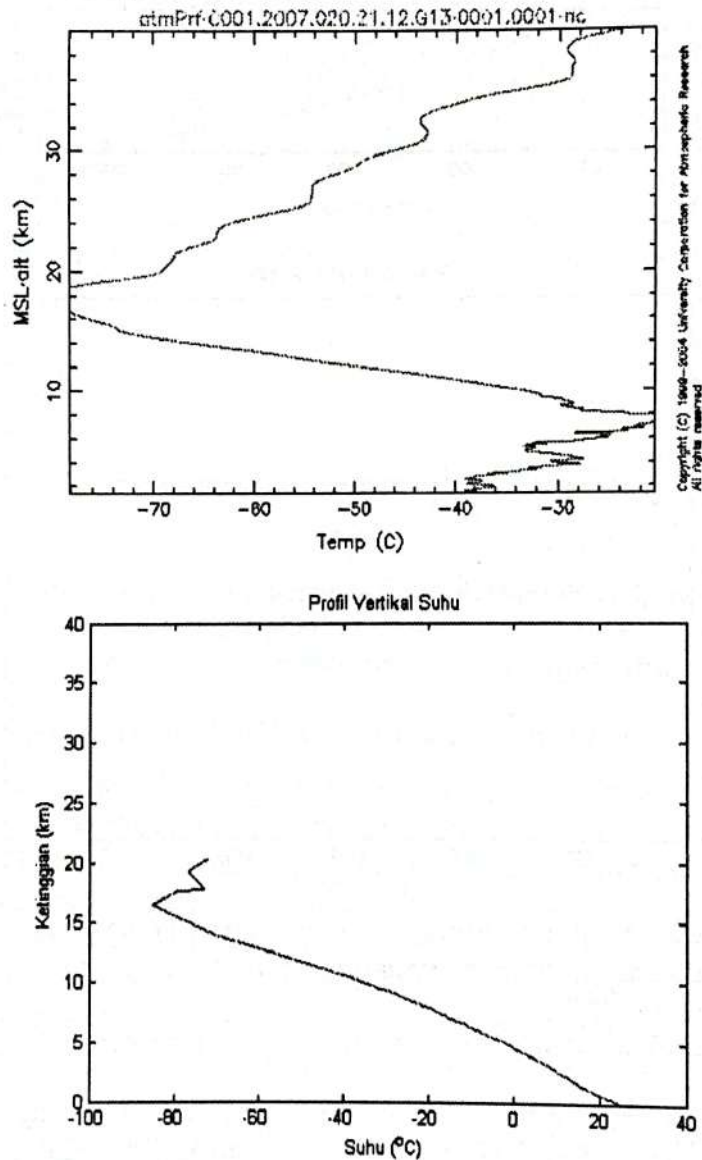 atmPrf-C001.2007.020.21.12.G13-0001.0001-nc
30
20
10
MSL-alt (km)
-70 -60 -50 -40 -30
Temp (C)
Copyright (C) 1999-2004 University Corporation for Atmospheric Research
All rights reserved
Profil Vertikal Suhu
40
35
30
25
20
15
10
5
0
Ketinggian (km)
-100 -80 -60 -40 -20 0 20 40
Suhu (°C)